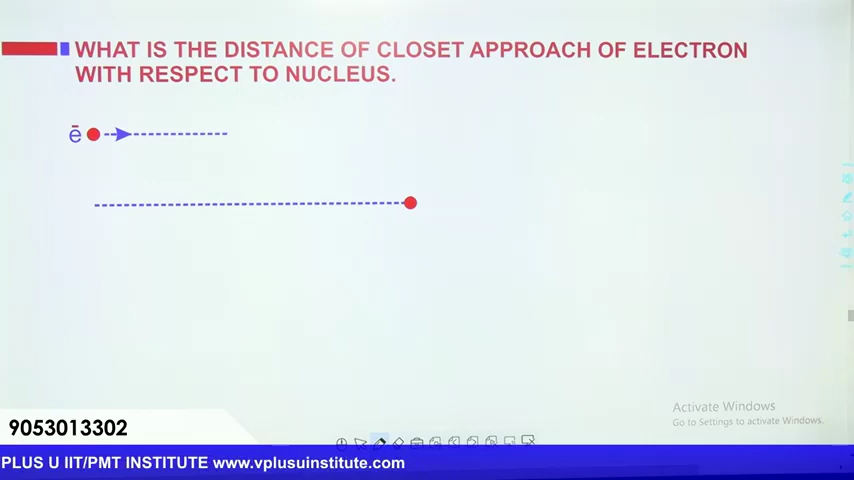 WHAT IS THE DISTANCE OF CLOSET APPROACH OF ELECTRON
WITH RESPECT TO NUCLEUS.
ē
Activate Windows
Go to Settings to activate Windows.
9053013302
PLUS U IIT/PMT INSTITUTE www.vplusuinstitute.com